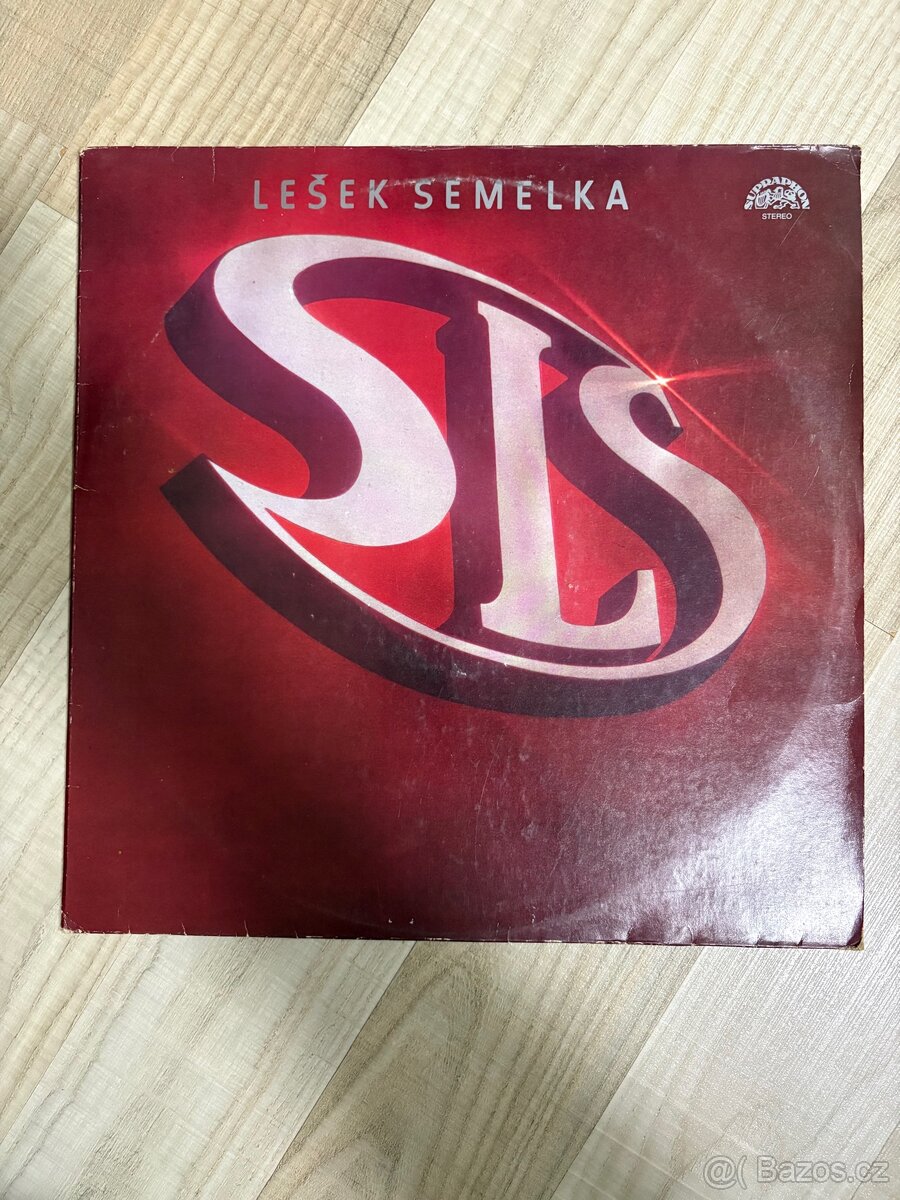 LEŠEK SEMELKA
SUPRAPHON
STEREO
SLS
@( Bazos.cz